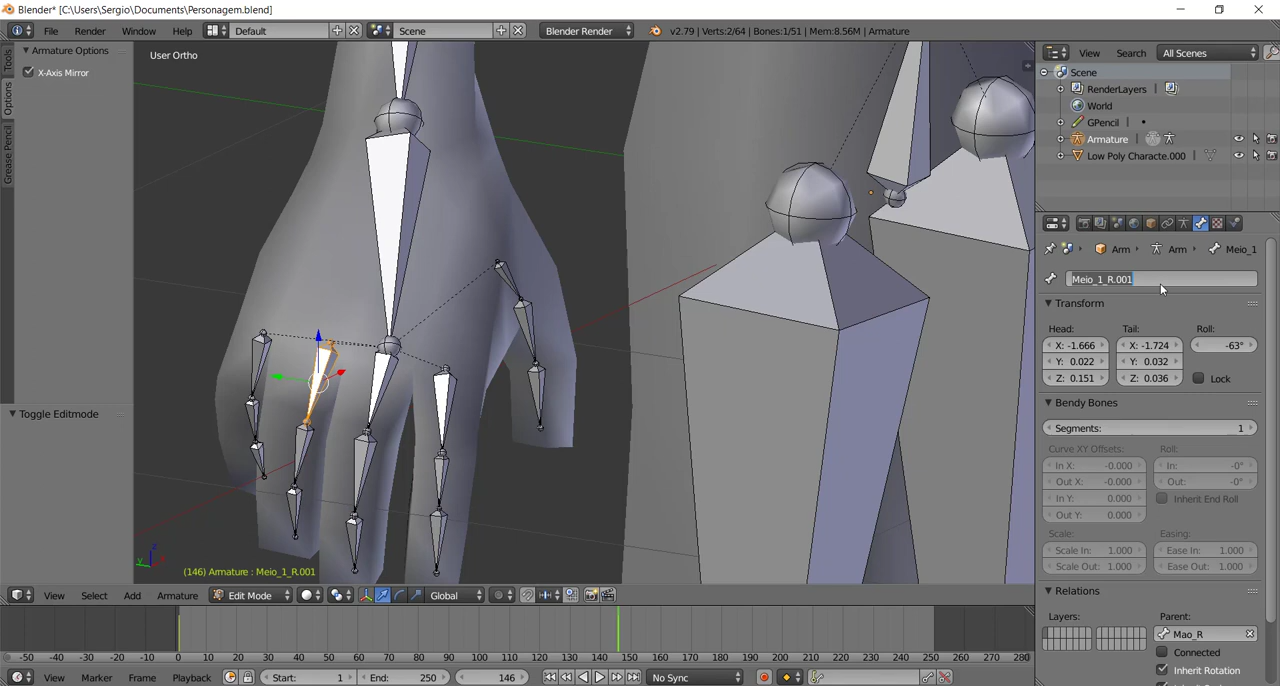 Blender* [C:\Users\Sergio\Documents\Personagem.blend]
File Render Window Help Default Scene Blender Render v2.79 | Verts:2/64 | Bones:1/51 | Mem:8.56M | Armature
Tools
Options
Grease Pencil
Armature Options
X-Axis Mirror
Toggle Editmode
User Ortho
(146) Armature : Meio_1_R.001
View Search All Scenes
Scene
RenderLayers |
World
GPencil |
Armature |
Low Poly Characte.000 |
Arm Arm Meio_1
Meio_1_R.001
Transform
Head: Tail: Roll:
X: -1.666 X: -1.724 -63°
Y: 0.022 Y: 0.032
Z: 0.151 Z: 0.036 Lock
Bendy Bones
Segments: 1
Curve XY Offsets: Roll:
In X: -0.000 In: -0°
Out X: -0.000 Out: -0°
In Y: 0.000 Inherit End Roll
Out Y: 0.000
Scale: Easing:
Scale In: 1.000 Ease In: 1.000
Scale Out: 1.000 Ease Out: 1.000
Relations
Layers: Parent:
Mao_R
Connected
Inherit Rotation
View Select Add Armature Edit Mode Global
-50 -40 -30 -20 -10 0 10 20 30 40 50 60 70 80 90 100 110 120 130 140 150 160 170 180 190 200 210 220 230 240 250 260 270 280
View Marker Frame Playback Start: 1 End: 250 146 No Sync